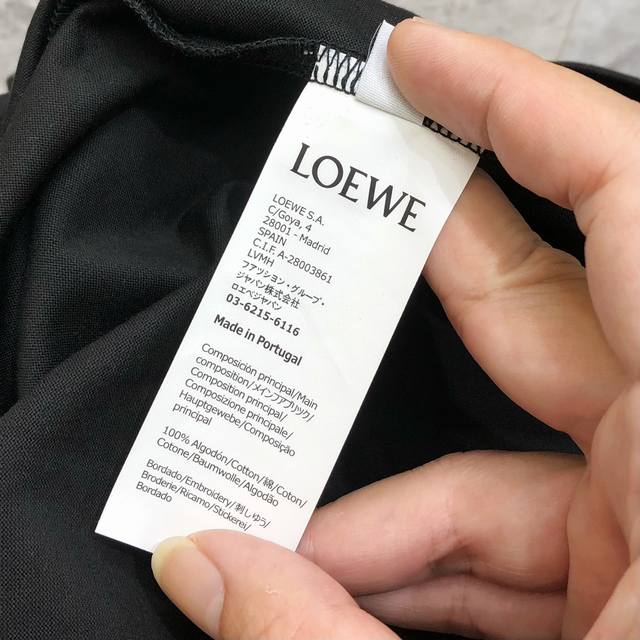 LOEWE
LOEWE S.A.
C/Goya, 4
28001 - Madrid
SPAIN
C.I.F. A-28003861
LVMH
ファッション・グループ・
ジャパン株式会社
ロエベジャパン
03-6215-6116
Made in Portugal
Composición principal/Main
composition/メインファブリック/
Composition principal/
Composizione principale/
Hauptgewebe/Composição
principal
100% Algodón/Cotton/綿/Coton/
Cotone/Baumwolle/Algodão
Bordado/Embroidery/刺しゅう/
Broderie/Ricamo/Stickerei/
Bordado